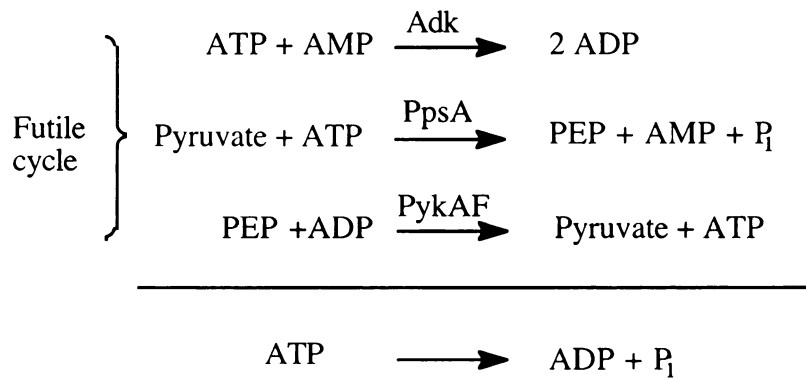 Adk
ATP + AMP → 2 ADP
Futile cycle
PpsA
Pyruvate + ATP → PEP + AMP + Pi
PykAF
PEP +ADP → Pyruvate + ATP
ATP → ADP + Pi